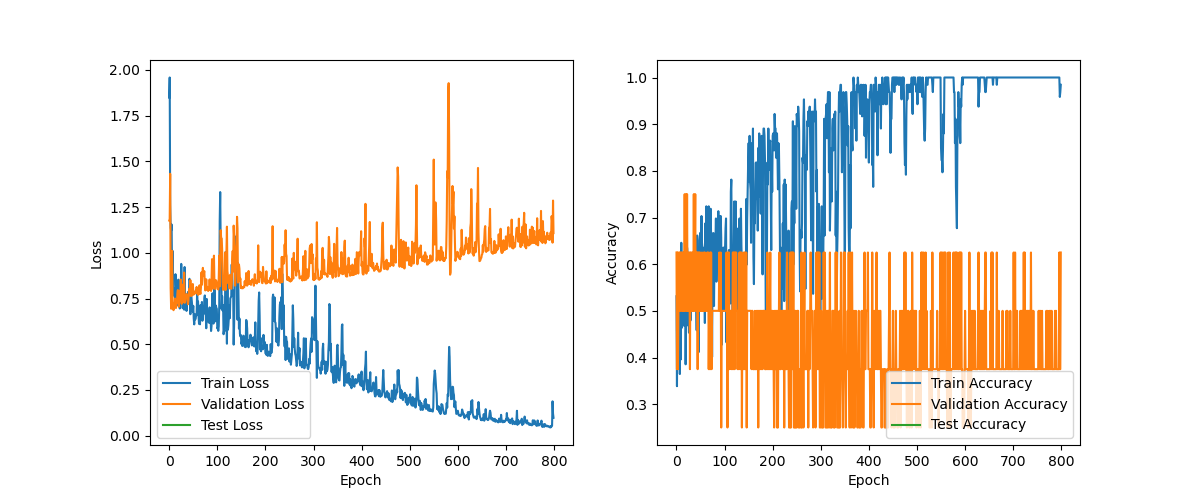 2.00
1.75
1.50
1.25
1.00
0.75
0.50
0.25
0.00
Loss
Train Loss
Validation Loss
Test Loss
0 100 200 300 400 500 600 700 800
Epoch
1.0
0.9
0.8
0.7
0.6
0.5
0.4
0.3
Accuracy
Train Accuracy
Validation Accuracy
Test Accuracy
0 100 200 300 400 500 600 700 800
Epoch